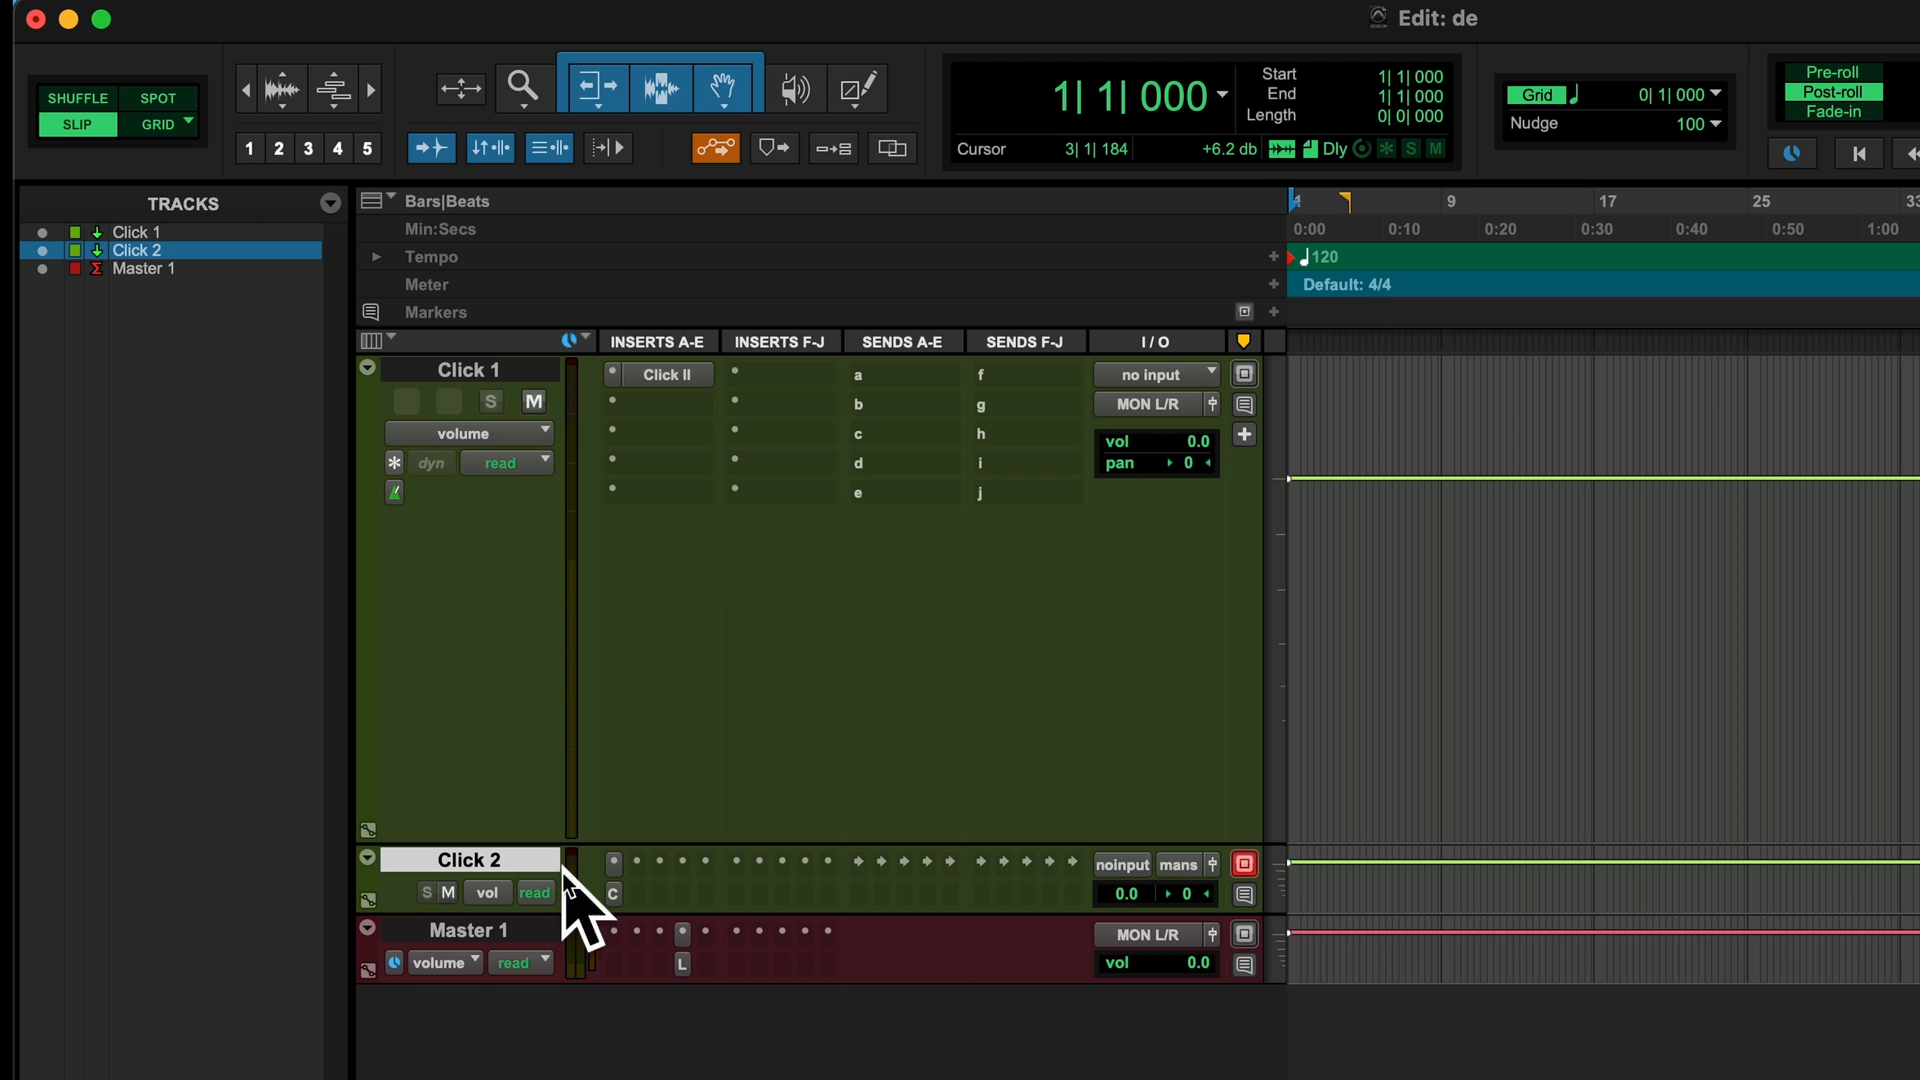 Edit: de
SHUFFLE SPOT
SLIP GRID
1 2 3 4 5
1| 1| 000
Start 1| 1| 000
End 1| 1| 000
Length 0| 0| 000
Cursor 3| 1| 184 +6.2 db Dly S M
Grid 0| 1| 000
Nudge 100
Pre-roll
Post-roll
Fade-in
TRACKS
Click 1
Click 2
Master 1
Bars|Beats
Min:Secs
Tempo
Meter
Markers
9 17 25 33
0:00 0:10 0:20 0:30 0:40 0:50 1:00
120
Default: 4/4
INSERTS A-E INSERTS F-J SENDS A-E SENDS F-J I / O
Click 1
S M
volume
dyn read
Click II
a f
b g
c h
d i
e j
no input
MON L/R
vol 0.0
pan 0
Click 2
S M vol read
C
noinput mans
0.0 0
Master 1
volume read
L
MON L/R
vol 0.0